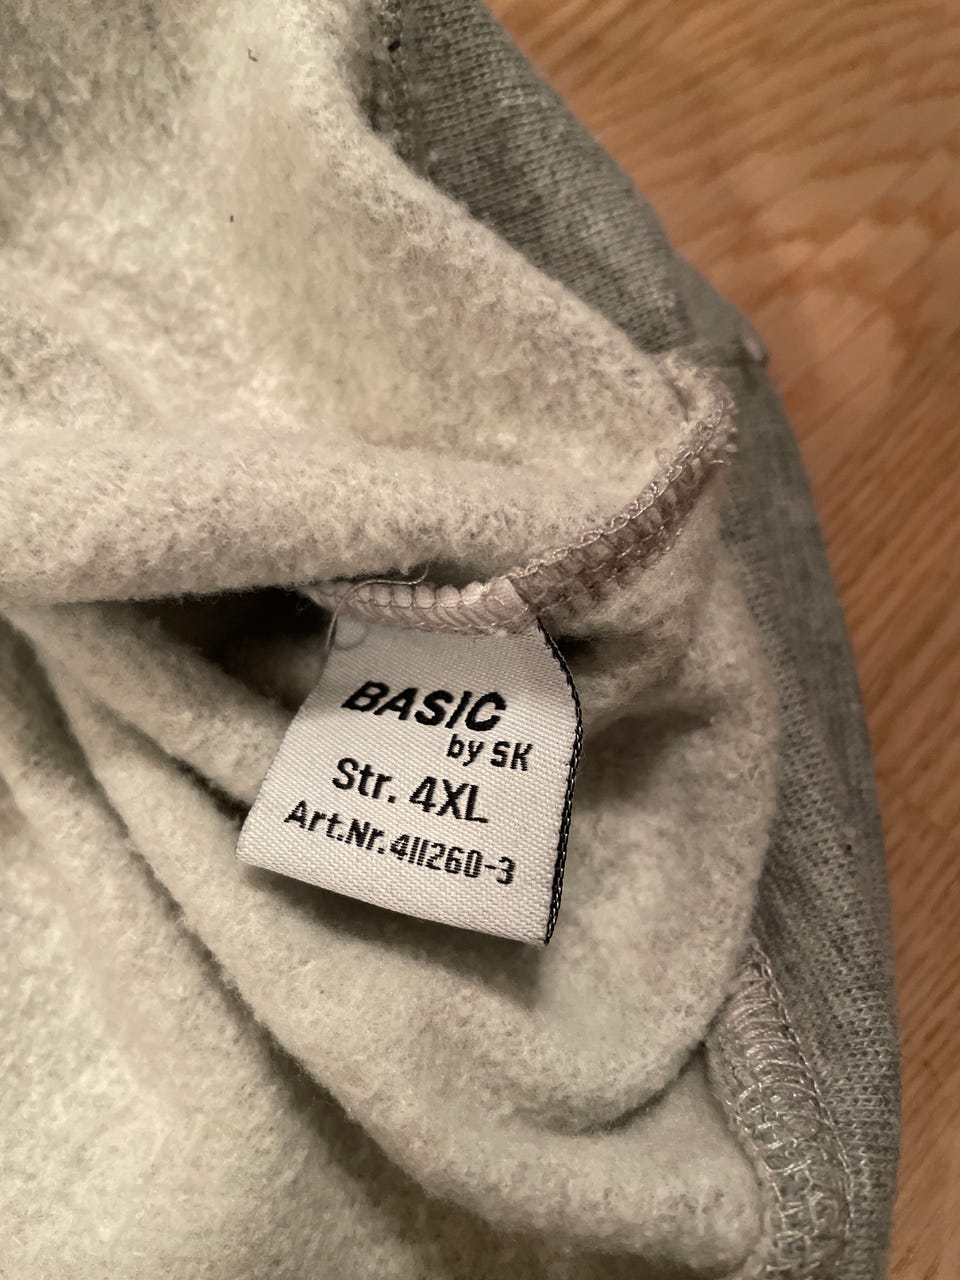 BASIC
by SK
Str. 4XL
Art.Nr. 411260-3